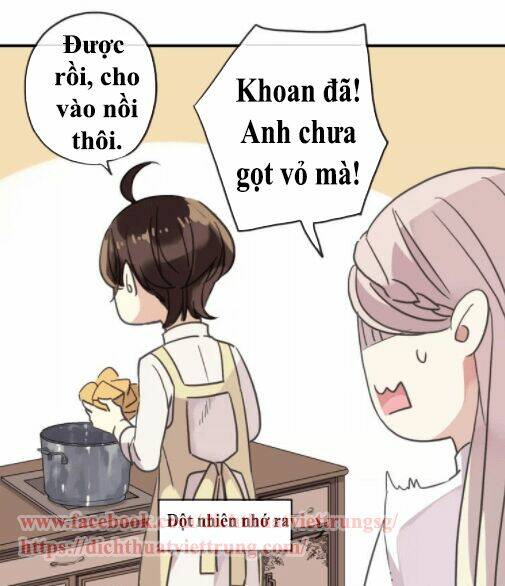 Được
rồi, cho
vào nồi
thôi.
Khoan đã!
Anh chưa
gọt vỏ mà!
Đột nhiên nhớ ra
www.facebook.com/dichthuatviettrungsg/
https://dichthuatviettrung.com/